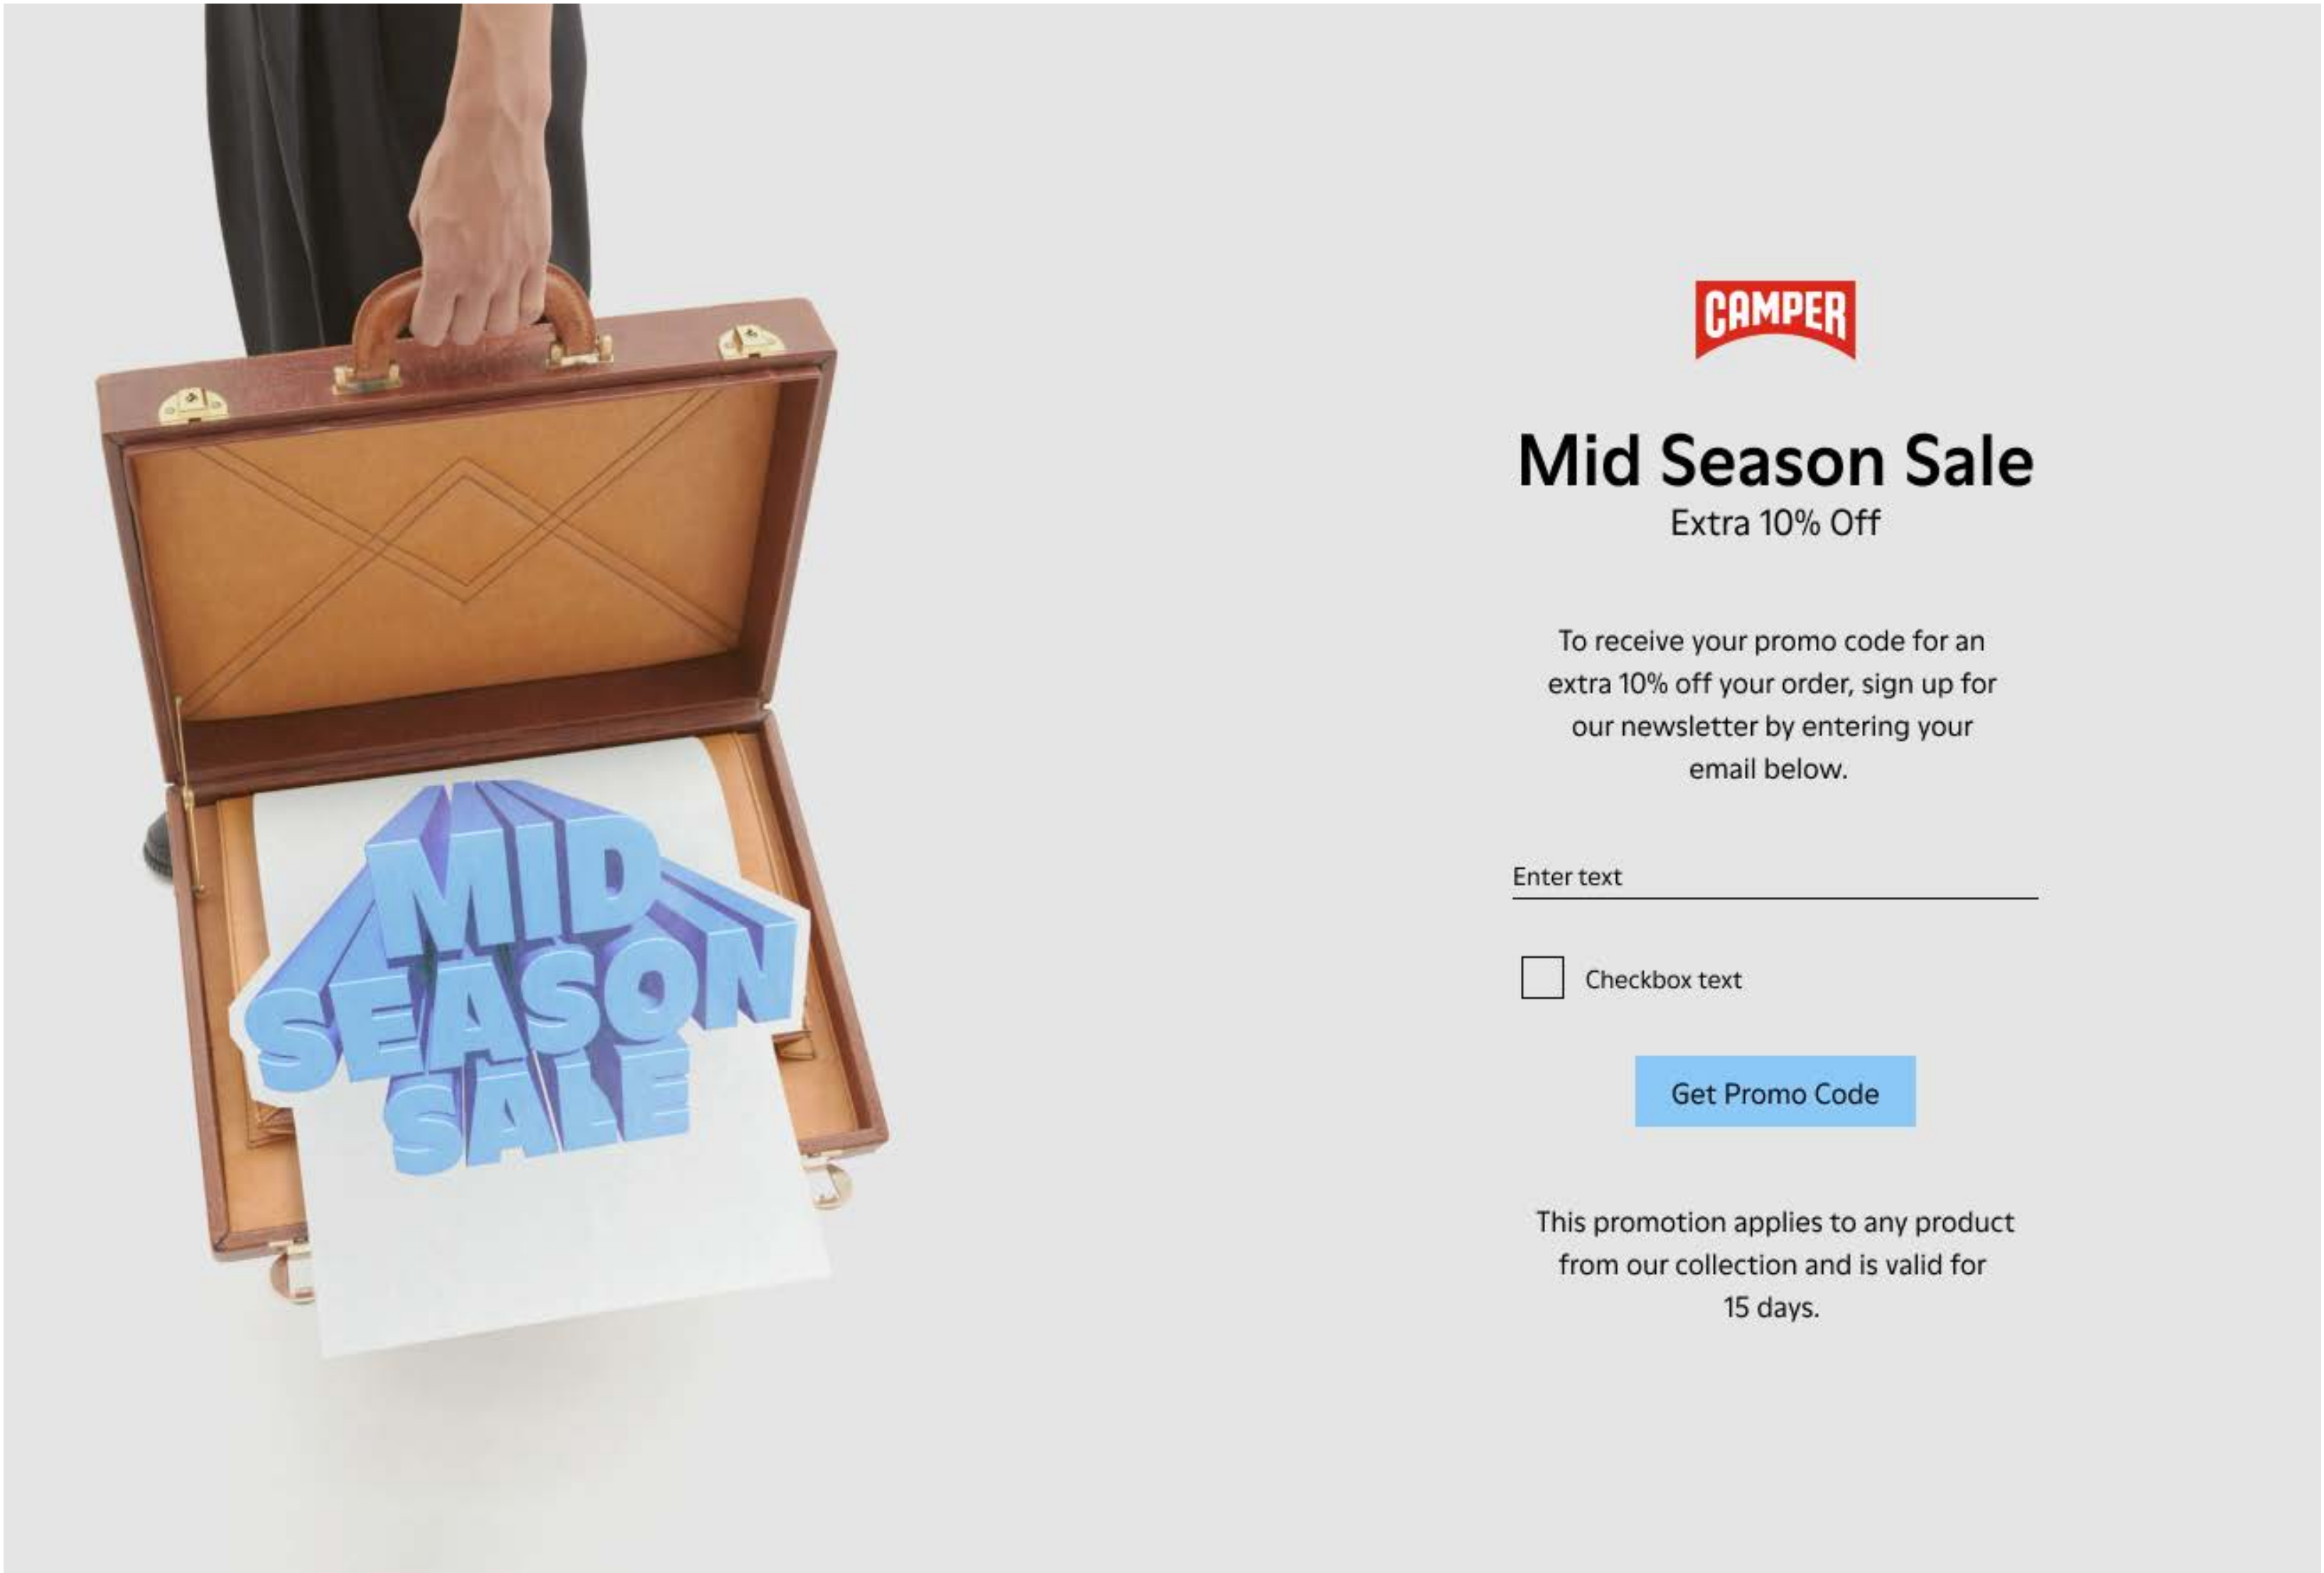 MID
SEASON
SALE
CAMPER
Mid Season Sale
Extra 10% Off
To receive your promo code for an
extra 10% off your order, sign up for
our newsletter by entering your
email below.
Enter text
Checkbox text
Get Promo Code
This promotion applies to any product
from our collection and is valid for
15 days.